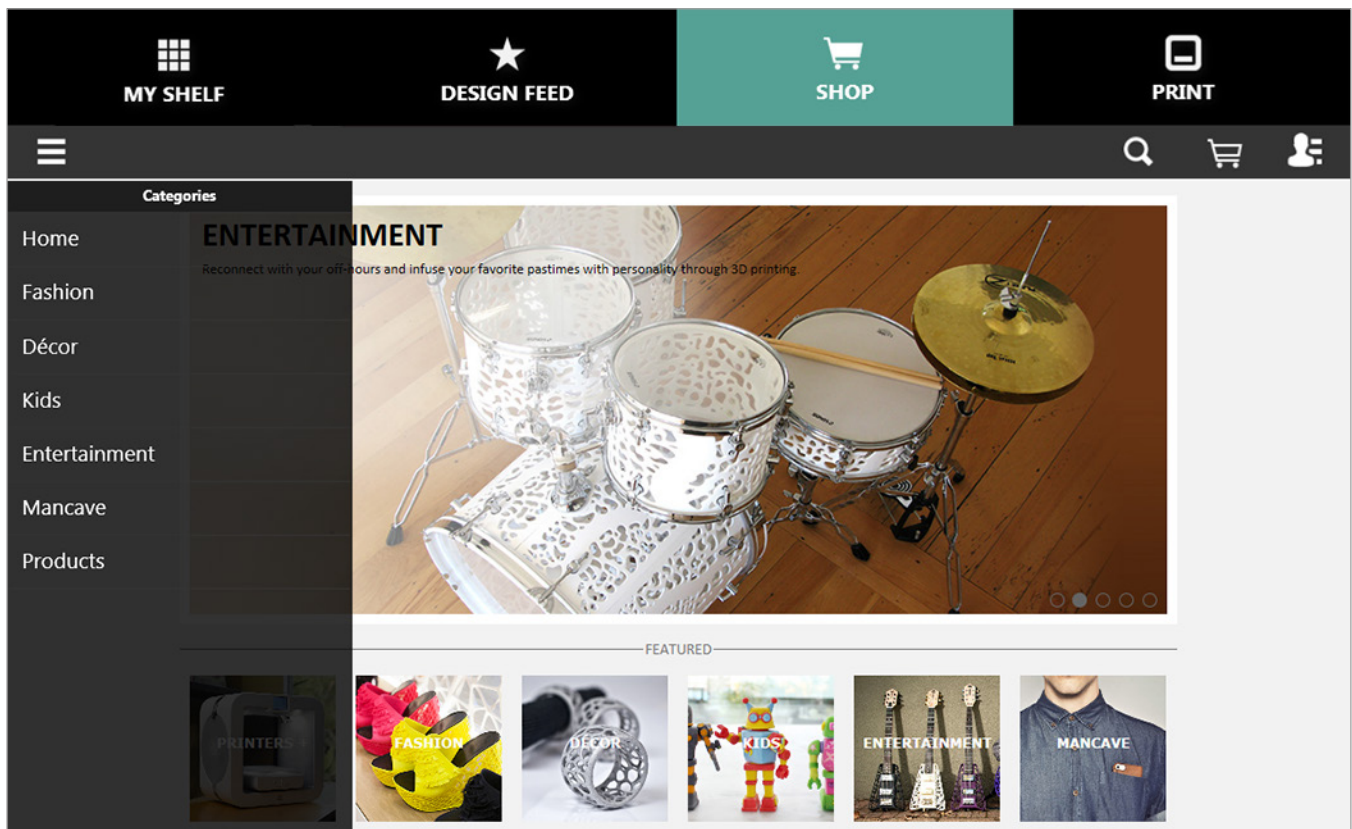 MY SHELF
DESIGN FEED
SHOP
PRINT
Categories
Home
Fashion
Décor
Kids
Entertainment
Mancave
Products
ENTERTAINMENT
Reconnect with your off-hours and infuse your favorite pastimes with personality through 3D printing.
FEATURED
PRINTERS +
FASHION
DÉCOR
KIDS
ENTERTAINMENT
MANCAVE